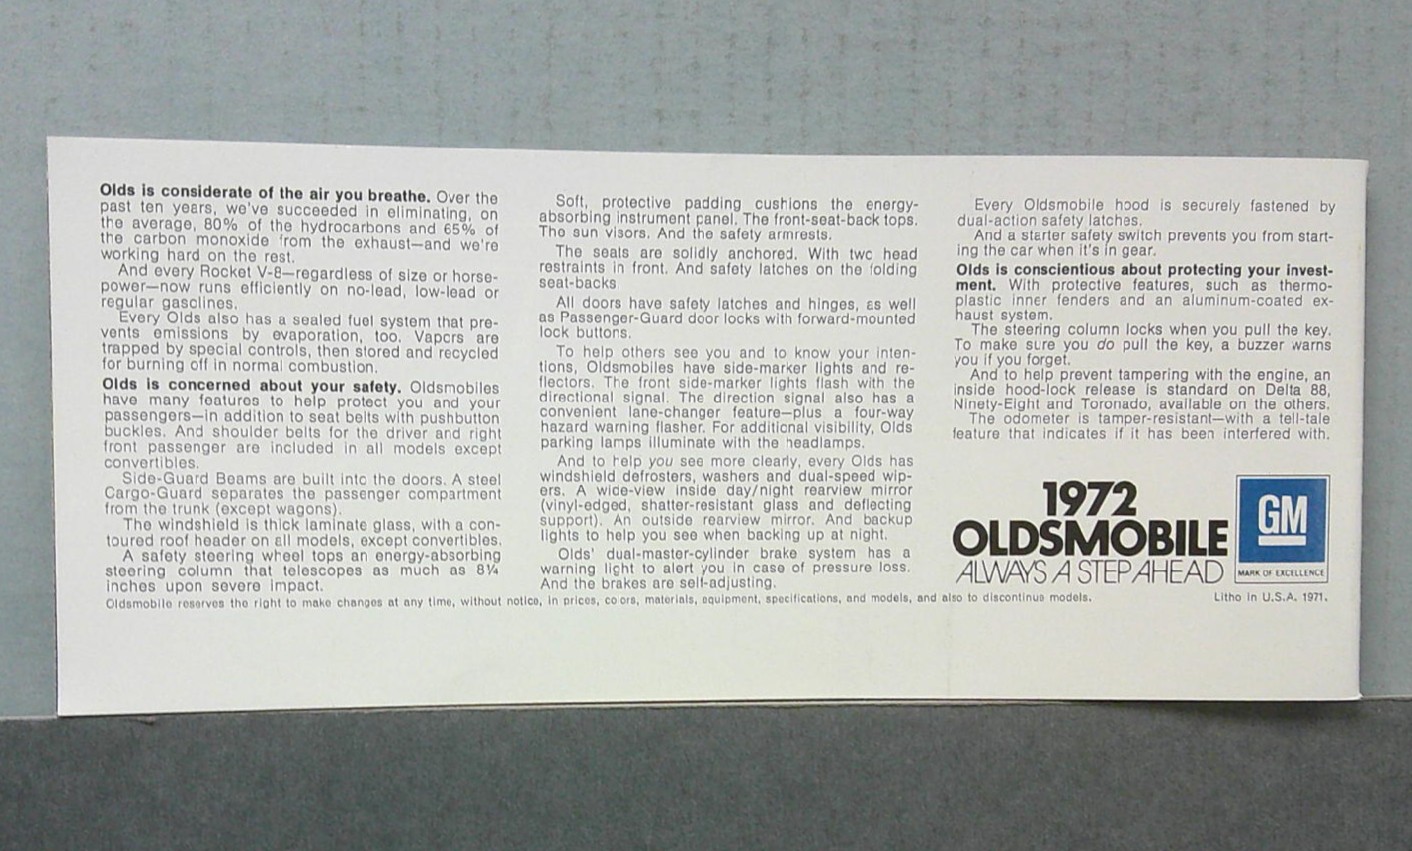 Olds is considerate of the air you breathe. Over the
past ten years, we've succeeded in eliminating, on
the average, 80% of the hydrocarbons and 65% of
the carbon monoxide from the exhaust—and we're
working hard on the rest.
And every Rocket V-8—regardless of size or horse-
power—now runs efficiently on no-lead, low-lead or
regular gasolines.
Every Olds also has a sealed fuel system that pre-
vents emissions by evaporation, too. Vapors are
trapped by special controls, then stored and recycled
for burning off in normal combustion.
Olds is concerned about your safety. Oldsmobiles
have many features to help protect you and your
passengers—in addition to seat belts with pushbutton
buckles. And shoulder belts for the driver and right
front passenger are included in all models except
convertibles.
Side-Guard Beams are built into the doors. A steel
Cargo-Guard separates the passenger compartment
from the trunk (except wagons).
The windshield is thick laminate glass, with a con-
toured roof header on all models, except convertibles.
A safety steering wheel tops an energy-absorbing
steering column that telescopes as much as 8¼
inches upon severe impact.
Soft, protective padding cushions the energy-
absorbing instrument panel. The front-seat-back tops.
The sun visors. And the safety armrests.
The seats are solidly anchored. With two head
restraints in front. And safety latches on the folding
seat-backs
All doors have safety latches and hinges, as well
as Passenger-Guard door locks with forward-mounted
lock buttons.
To help others see you and to know your inten-
tions, Oldsmobiles have side-marker lights and re-
flectors. The front side-marker lights flash with the
directional signal. The direction signal also has a
convenient lane-changer feature—plus a four-way
hazard warning flasher. For additional visibility, Olds
parking lamps illuminate with the headlamps.
And to help you see more clearly, every Olds has
windshield defrosters, washers and dual-speed wip-
ers. A wide-view inside day/night rearview mirror
(vinyl-edged, shatter-resistant glass and deflecting
support). An outside rearview mirror. And backup
lights to help you see when backing up at night.
Olds' dual-master-cylinder brake system has a
warning light to alert you in case of pressure loss.
And the brakes are self-adjusting.
Every Oldsmobile hood is securely fastened by
dual-action safety latches.
And a starter safety switch prevents you from start-
ing the car when it's in gear.
Olds is conscientious about protecting your invest-
ment. With protective features, such as thermo-
plastic inner fenders and an aluminum-coated ex-
haust system.
The steering column locks when you pull the key.
To make sure you do pull the key, a buzzer warns
you if you forget.
And to help prevent tampering with the engine, an
inside hood-lock release is standard on Delta 88,
Ninety-Eight and Toronado, available on the others.
The odometer is tamper-resistant—with a tell-tale
feature that indicates if it has been interfered with.
1972
OLDSMOBILE
ALWAYS A STEP AHEAD
GM
MARK OF EXCELLENCE
Oldsmobile reserves the right to make changes at any time, without notice, in prices, colors, materials, equipment, specifications, and models, and also to discontinue models.
Litho in U.S.A. 1971.